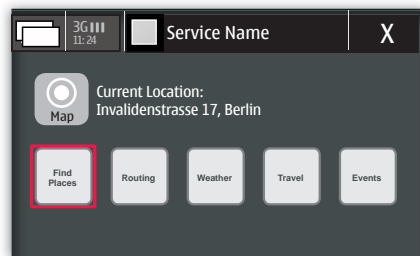 3G
11:24
Service Name
X
Map
Current Location:
Invalidenstrasse 17, Berlin
Find
Places
Routing
Weather
Travel
Events